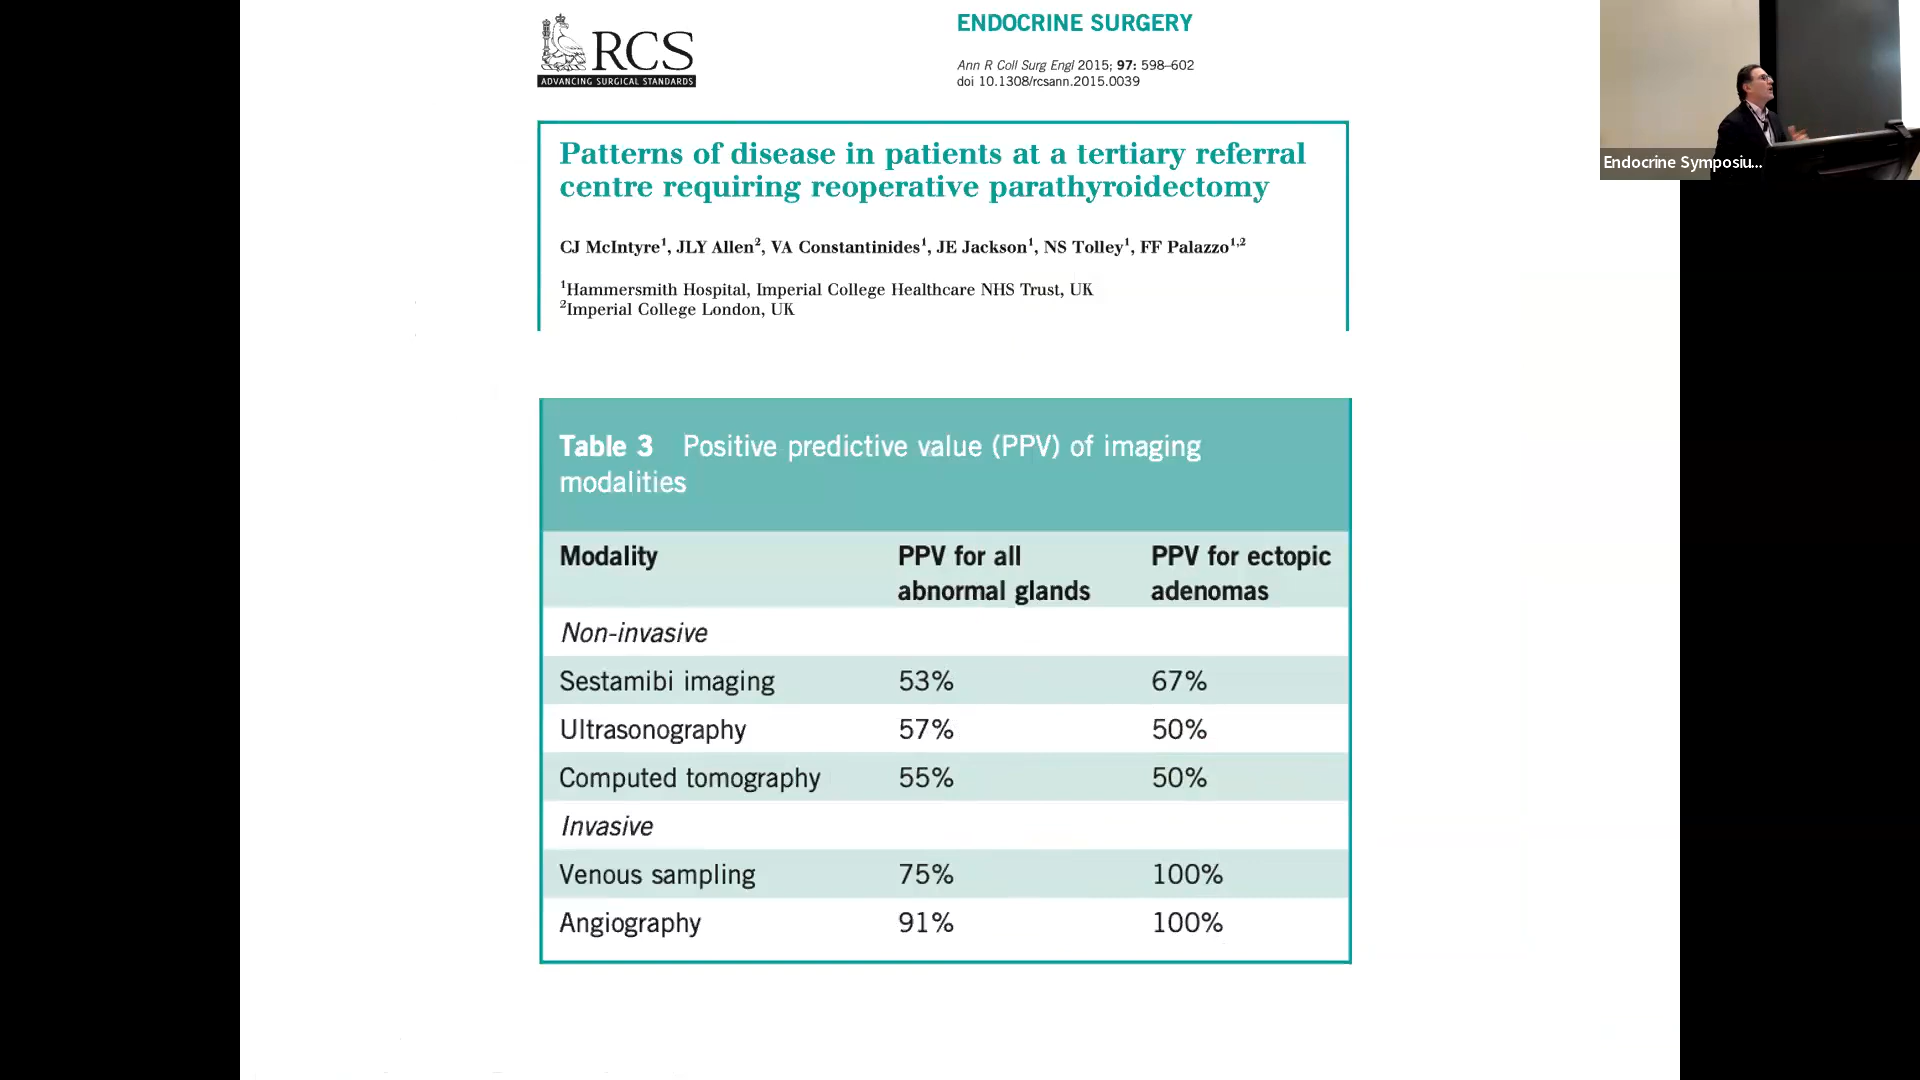 RCS
ADVANCING SURGICAL STANDARDS
ENDOCRINE SURGERY
Ann R Coll Surg Engl 2015; 97: 598–602
doi 10.1308/rcsann.2015.0039
Patterns of disease in patients at a tertiary referral
centre requiring reoperative parathyroidectomy
CJ McIntyre1, JLY Allen2, VA Constantinides1, JE Jackson1, NS Tolley1, FF Palazzo1,2
1Hammersmith Hospital, Imperial College Healthcare NHS Trust, UK
2Imperial College London, UK
Table 3 Positive predictive value (PPV) of imaging
modalities
Modality PPV for all abnormal glands PPV for ectopic adenomas
Non-invasive
Sestamibi imaging 53% 67%
Ultrasonography 57% 50%
Computed tomography 55% 50%
Invasive
Venous sampling 75% 100%
Angiography 91% 100%
Endocrine Symposiu...